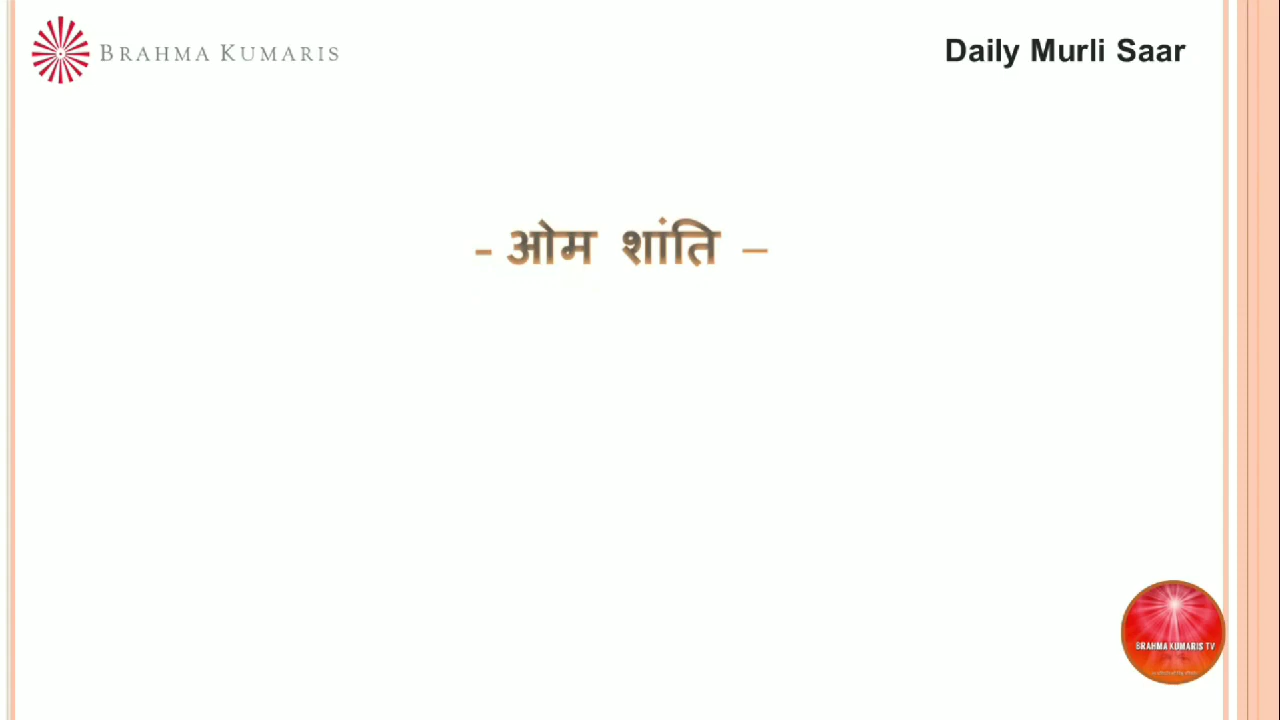 BRAHMA KUMARIS
Daily Murli Saar
- ओम शांति –
BRAHMA KUMARIS TV